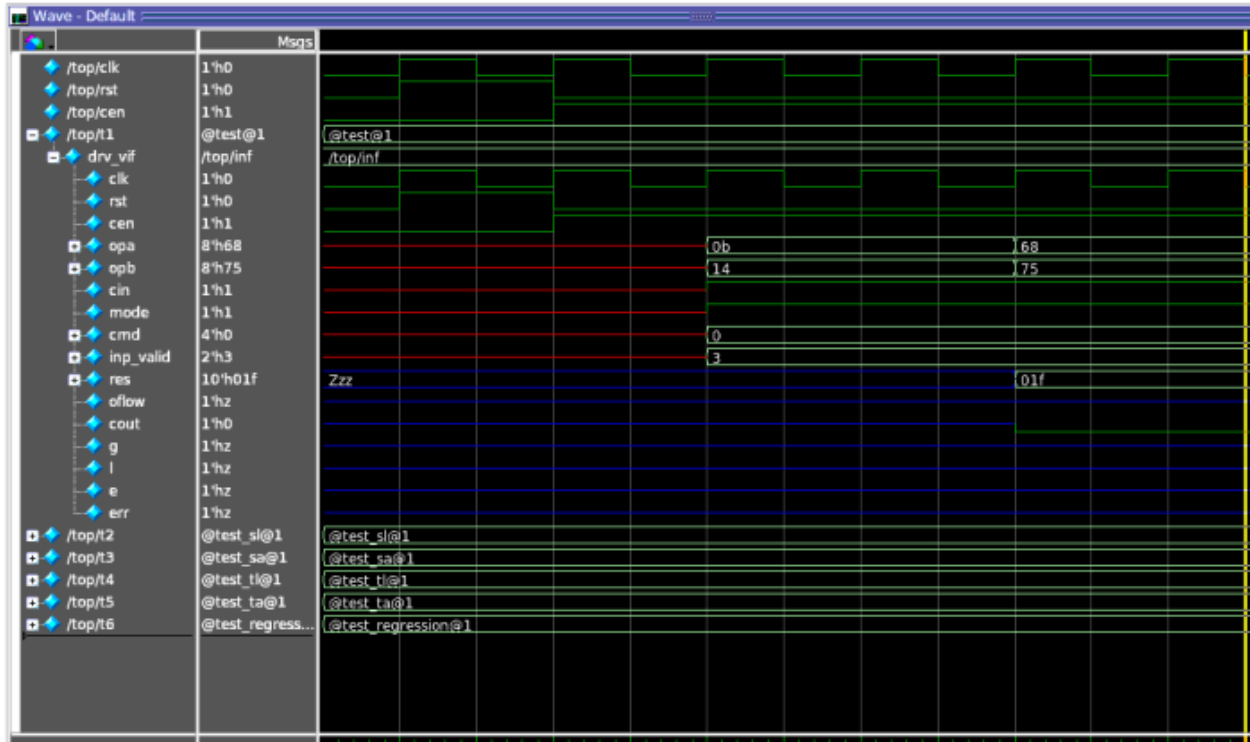 Wave - Default
Msgs
/top/clk 1'h0
/top/rst 1'h0
/top/cen 1'h1
/top/t1 @test@1 @test@1
drv_vif /top/inf /top/inf
clk 1'h0
rst 1'h0
cen 1'h1
opa 8'h68 0b 68
opb 8'h75 14 75
cin 1'h1
mode 1'h1
cmd 4'h0 0
inp_valid 2'h3 3
res 10'h01f Zzz 01f
oflow 1'hz
cout 1'h0
g 1'hz
l 1'hz
e 1'hz
err 1'hz
/top/t2 @test_sl@1 @test_sl@1
/top/t3 @test_sa@1 @test_sa@1
/top/t4 @test_tl@1 @test_tl@1
/top/t5 @test_ta@1 @test_ta@1
/top/t6 @test_regress... @test_regression@1